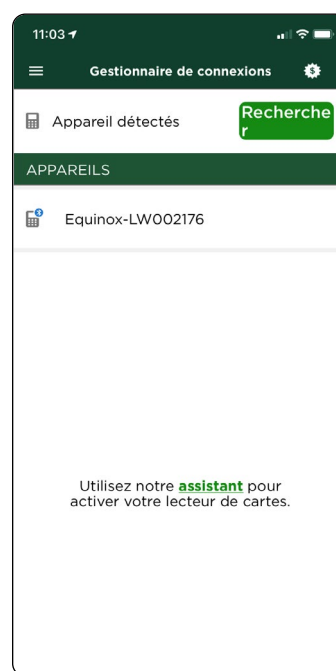 11:03
Gestionnaire de connexions
Appareil détectés
Recherche
r
APPAREILS
Equinox-LW002176
Utilisez notre assistant pour
activer votre lecteur de cartes.